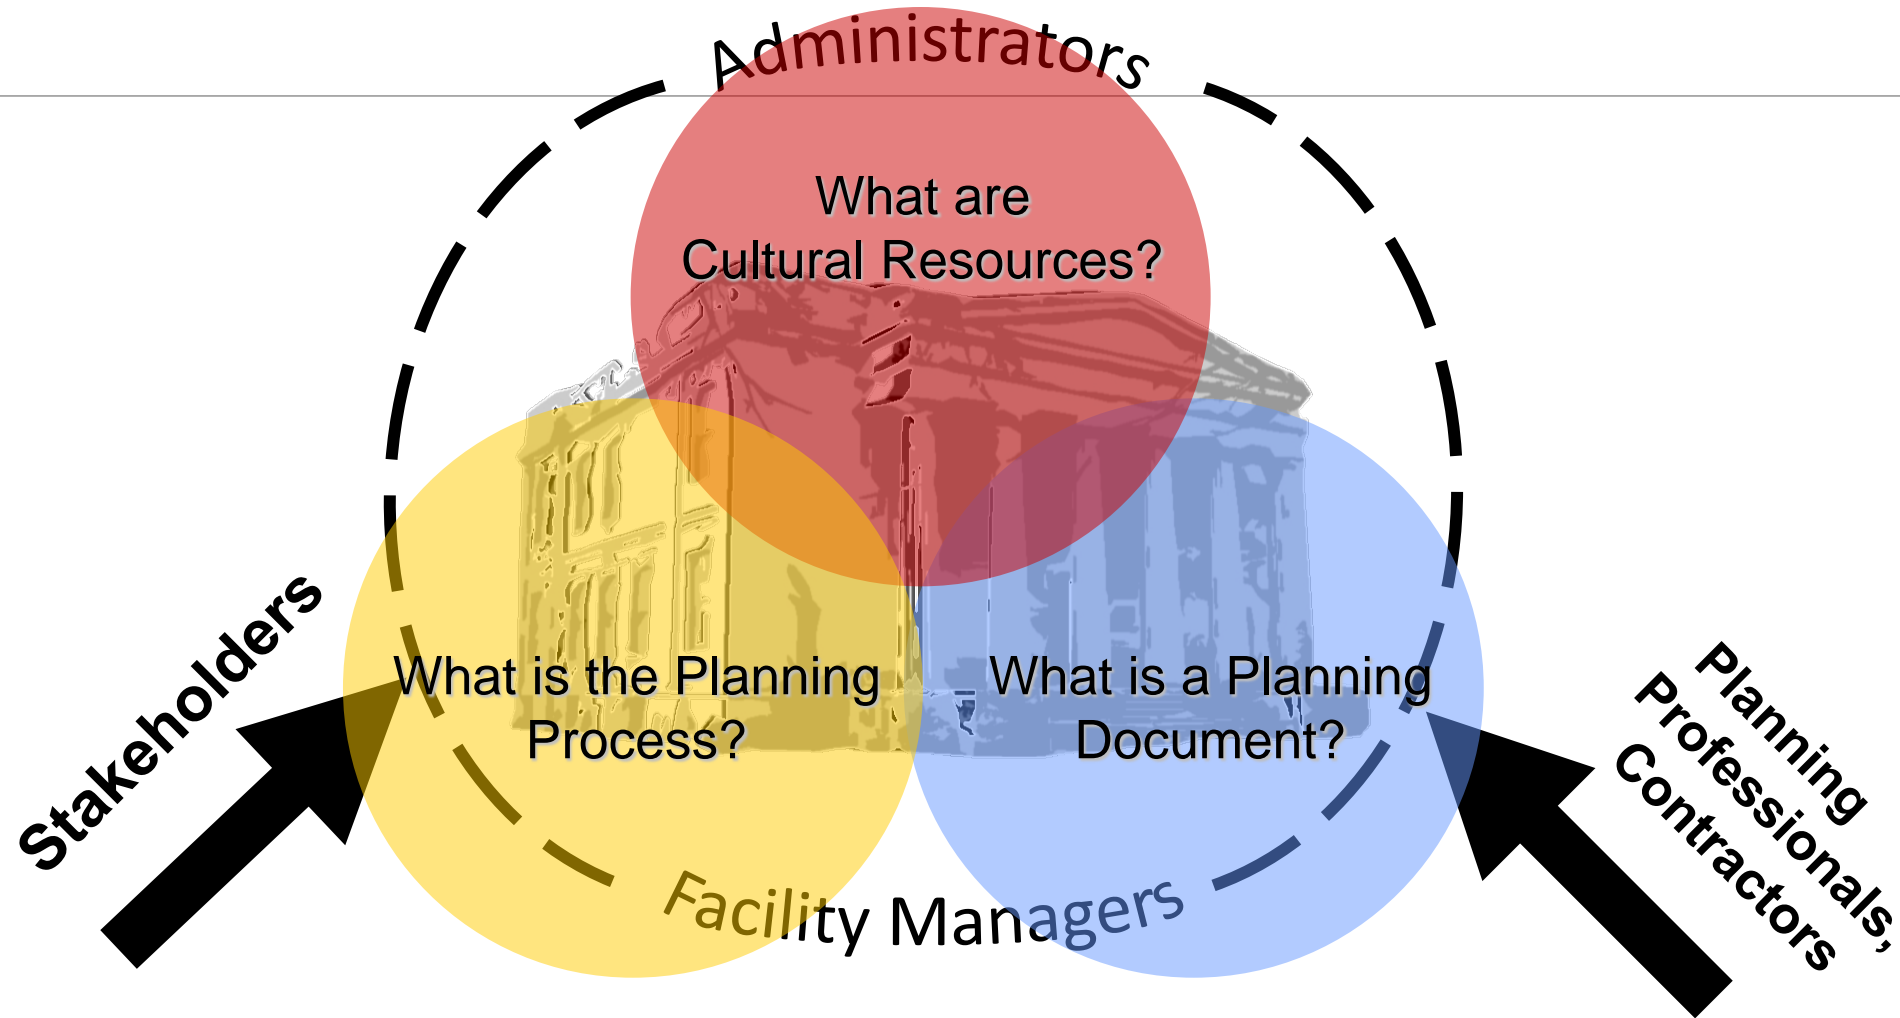 Administrators
What are
Cultural Resources?
Stakeholders
What is the Planning
Process?
What is a Planning
Document?
Planning
Professionals,
Contractors
Facility Managers